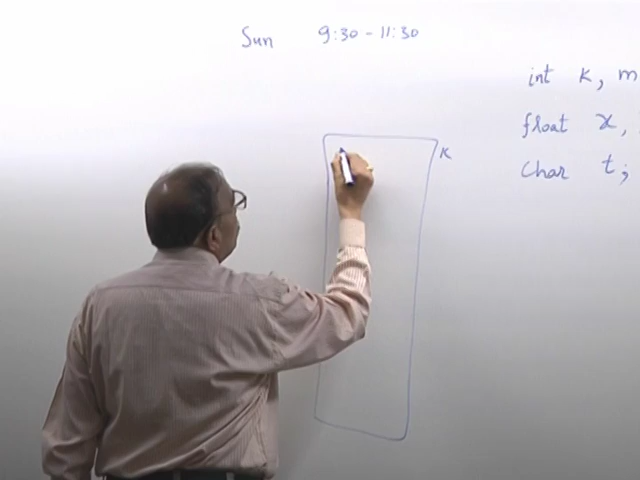 Sun 9:30 - 11:30
int K, m
float x,
char t;
K